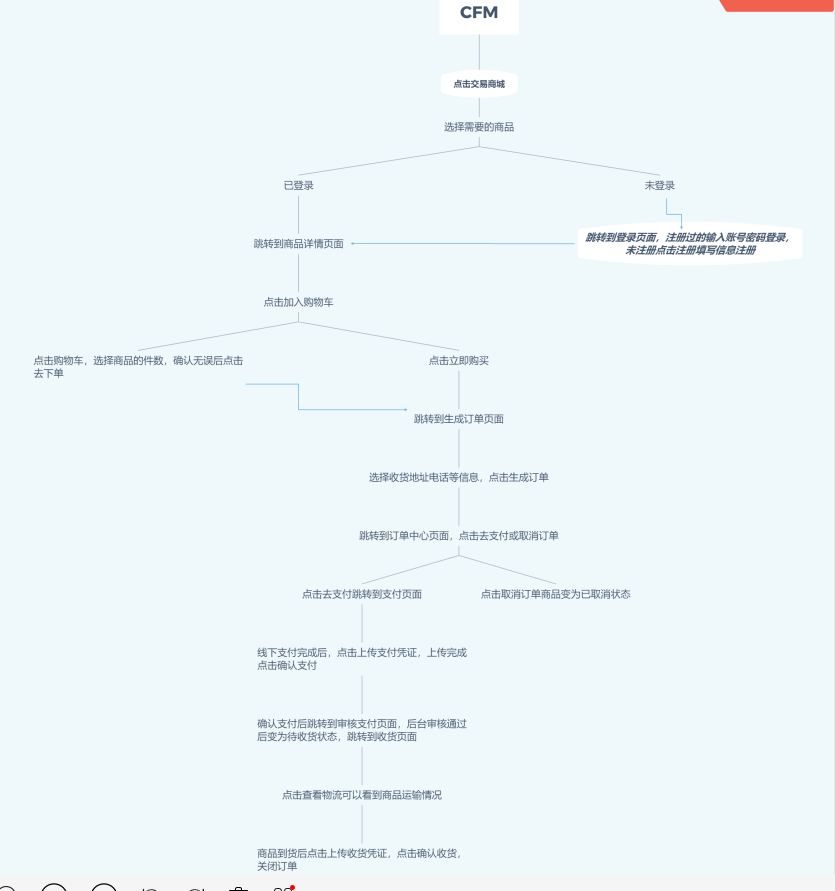 CFM
点击交易商城
选择需要的商品
已登录
未登录
跳转到商品详情页面
跳转到登录页面，注册过的输入账号密码登录，
未注册点击注册填写信息注册
点击加入购物车
点击购物车，选择商品的件数，确认无误后点击
去下单
点击立即购买
跳转到生成订单页面
选择收货地址电话等信息，点击生成订单
跳转到订单中心页面，点击去支付或取消订单
点击去支付跳转到支付页面
点击取消订单商品变为已取消状态
线下支付完成后，点击上传支付凭证，上传完成
点击确认支付
确认支付后跳转到审核支付页面，后台审核通过
后变为待收货状态，跳转到收货页面
点击查看物流可以看到商品运输情况
商品到货后点击上传收货凭证，点击确认收货，
关闭订单